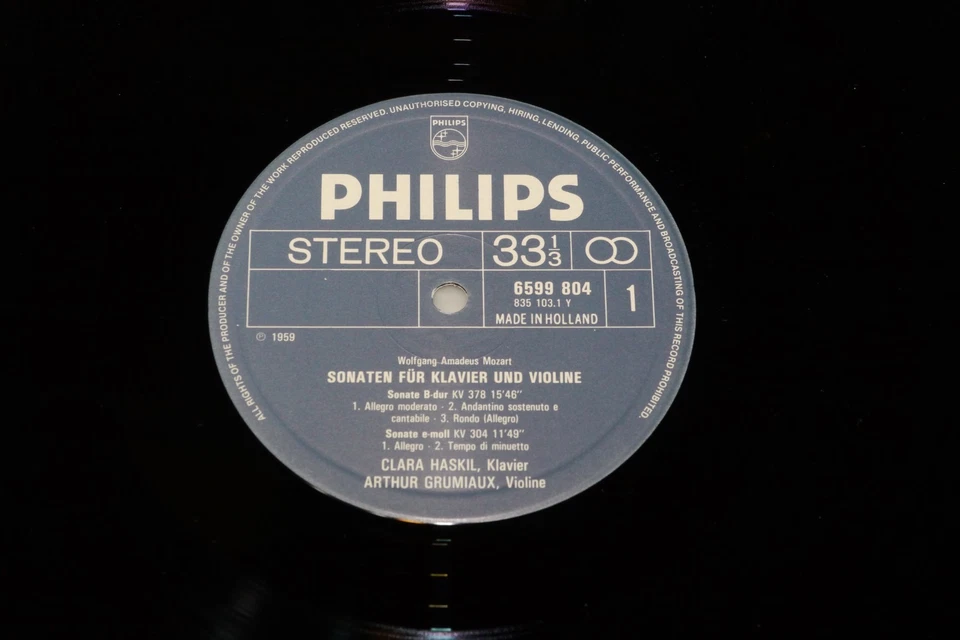 ALL RIGHTS OF THE PRODUCER AND OF THE OWNER OF THE WORK REPRODUCED RESERVED. UNAUTHORISED COPYING, HIRING, LENDING, PUBLIC PERFORMANCE AND BROADCASTING OF THIS RECORD PROHIBITED.
PHILIPS
PHILIPS
STEREO 33 1/3
6599 804
835 103.1 Y
MADE IN HOLLAND
1
℗ 1959
Wolfgang Amadeus Mozart
SONATEN FÜR KLAVIER UND VIOLINE
Sonate B-dur KV 378 15'46"
1. Allegro moderato - 2. Andantino sostenuto e
cantabile - 3. Rondo (Allegro)
Sonate e-moll KV 304 11'49"
1. Allegro - 2. Tempo di minuetto
CLARA HASKIL, Klavier
ARTHUR GRUMIAUX, Violine